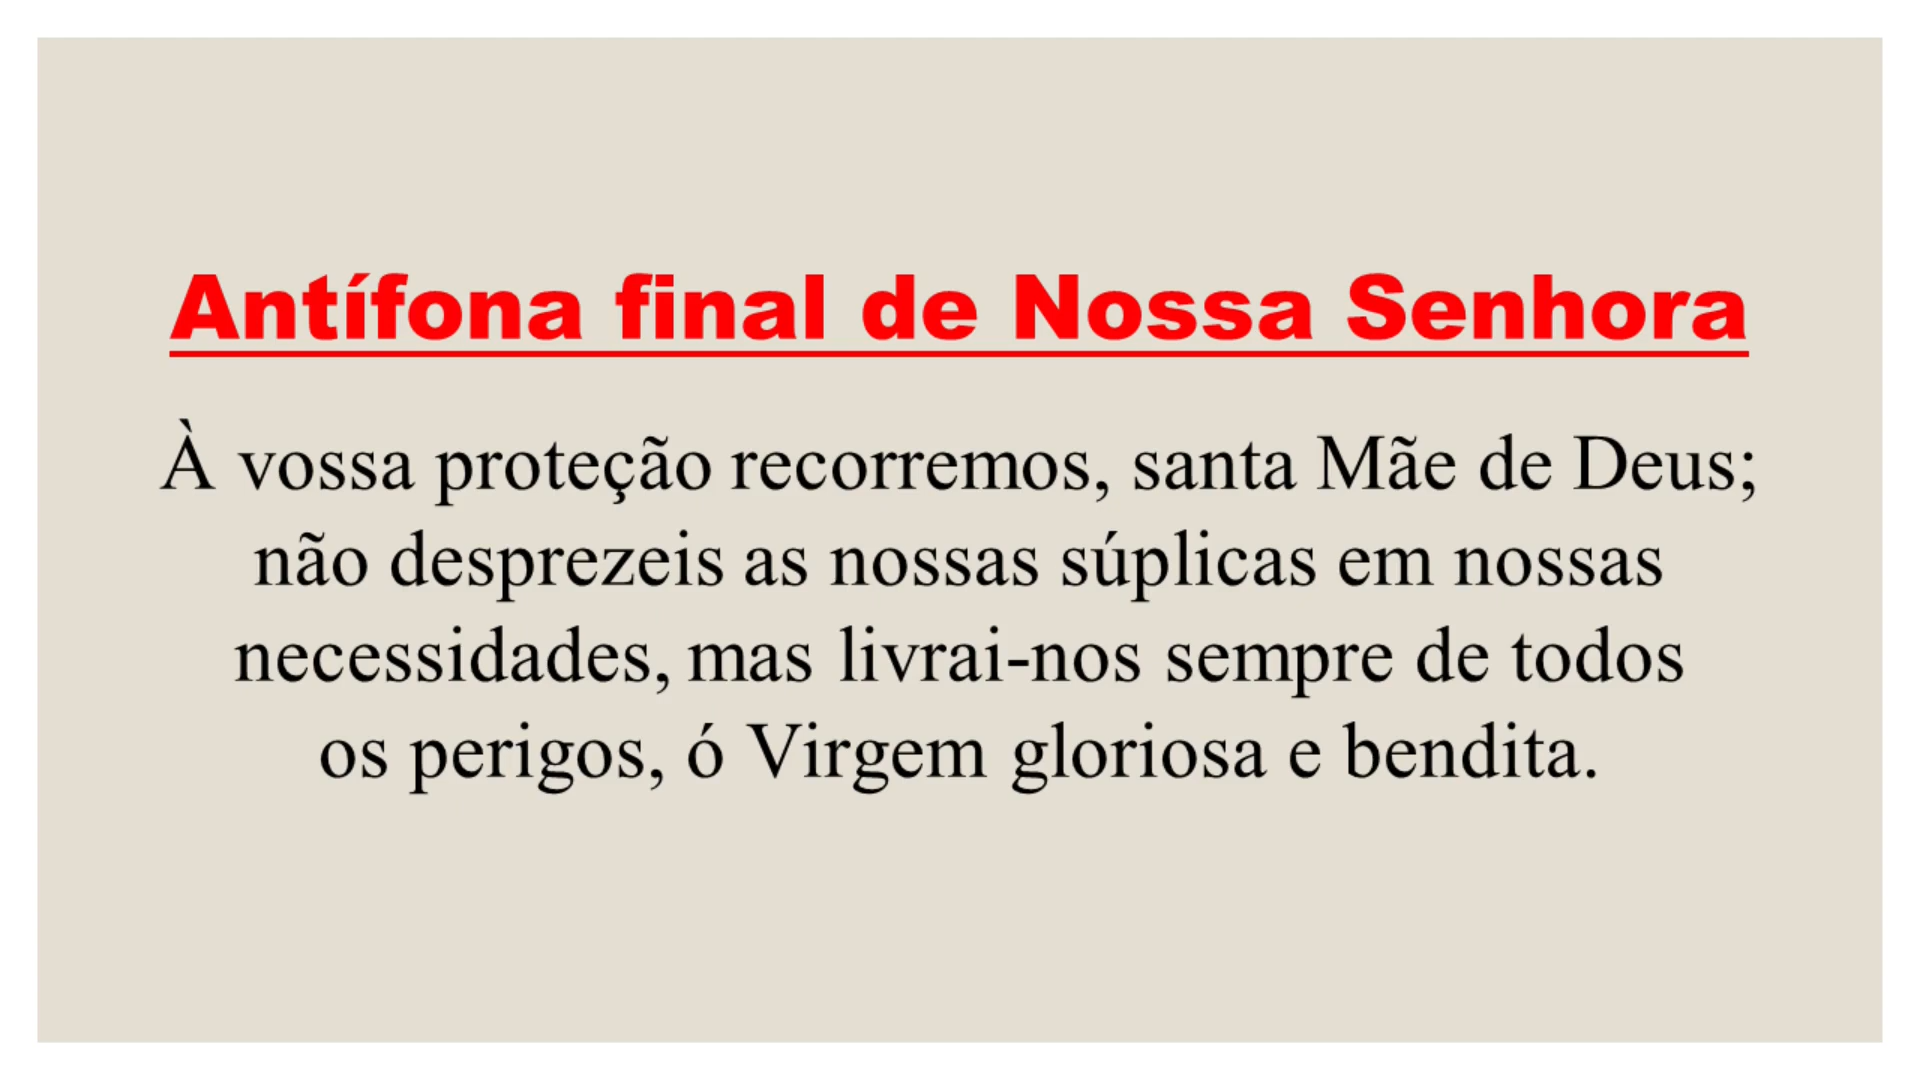 Antífona final de Nossa Senhora
À vossa proteção recorremos, santa Mãe de Deus;
não desprezeis as nossas súplicas em nossas
necessidades, mas livrai-nos sempre de todos
os perigos, ó Virgem gloriosa e bendita.